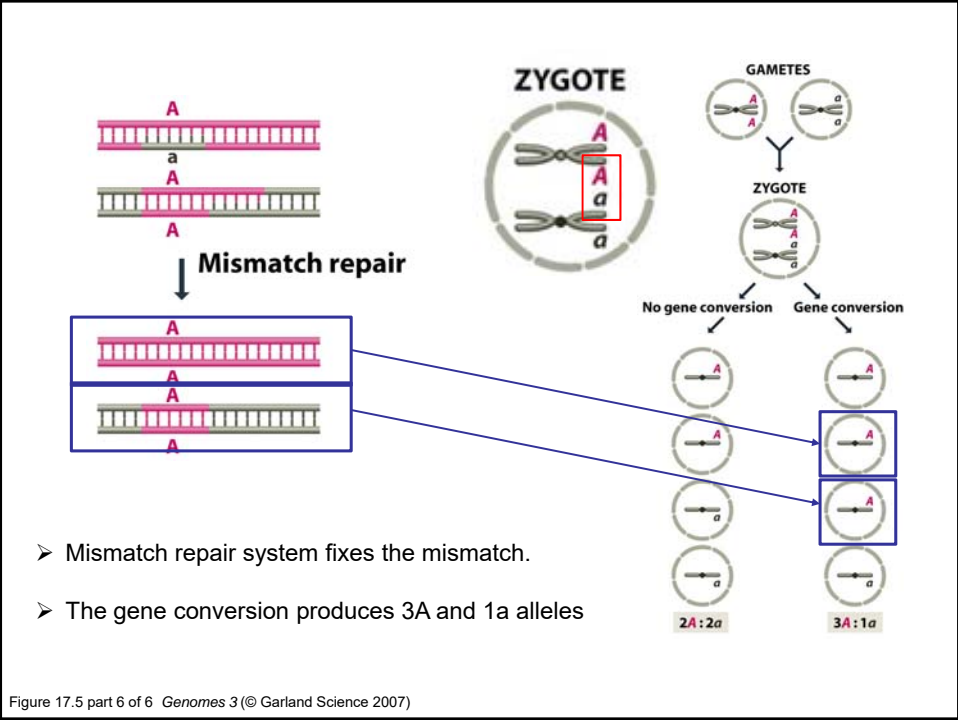 A
a
A
A
Mismatch repair
A
A
A
A
ZYGOTE
A
A
a
a
GAMETES
A
A
a
a
ZYGOTE
A
A
a
a
No gene conversion
Gene conversion
A
A
a
a
2A : 2a
A
A
A
a
3A : 1a
➢ Mismatch repair system fixes the mismatch.
➢ The gene conversion produces 3A and 1a alleles
Figure 17.5 part 6 of 6 Genomes 3 (© Garland Science 2007)